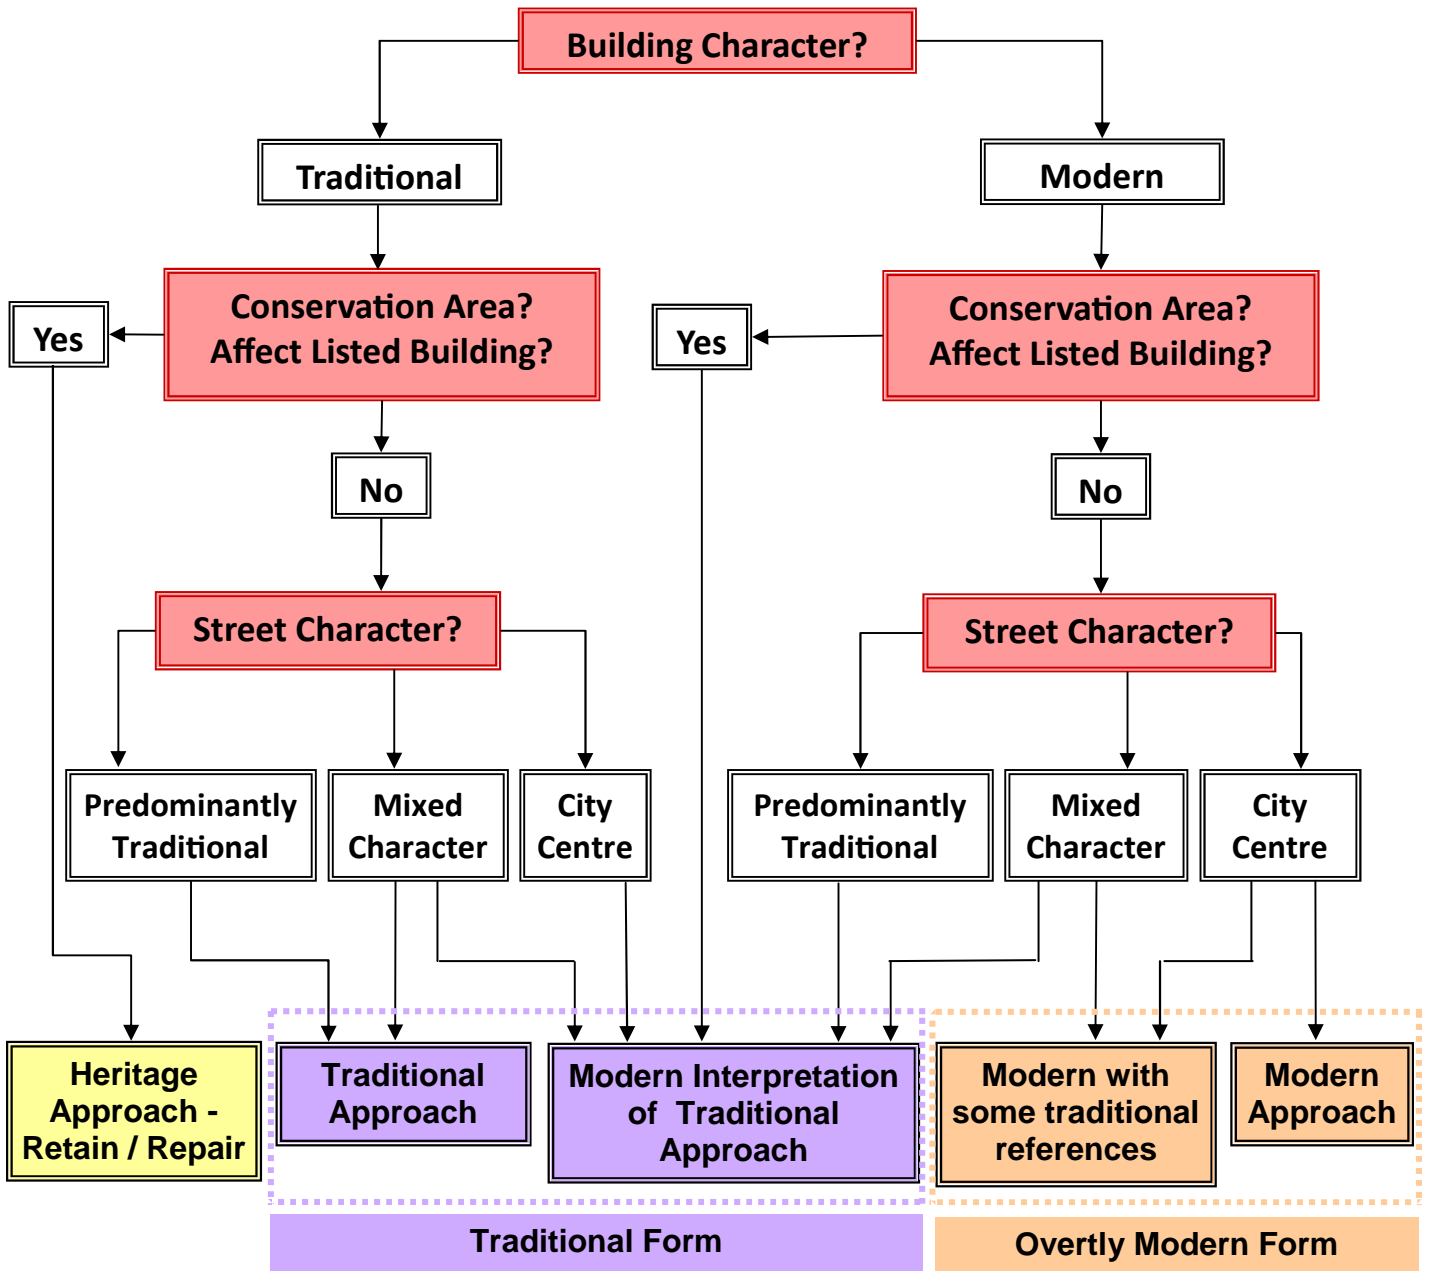 Building Character?
Traditional
Modern
Conservation Area?
Affect Listed Building?
Yes
Conservation Area?
Affect Listed Building?
Yes
No
No
Street Character?
Street Character?
Predominantly
Traditional
Mixed
Character
City
Centre
Predominantly
Traditional
Mixed
Character
City
Centre
Heritage
Approach -
Retain / Repair
Traditional
Approach
Modern Interpretation
of Traditional
Approach
Modern with
some traditional
references
Modern
Approach
Traditional Form
Overtly Modern Form